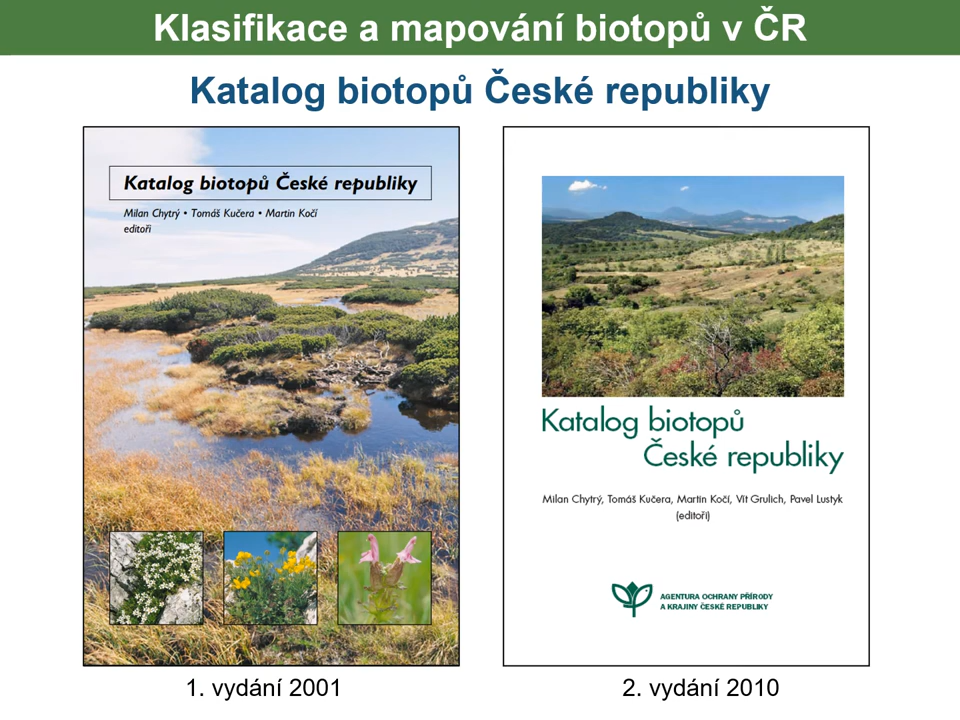 Klasifikace a mapování biotopů v ČR
Katalog biotopů České republiky
Katalog biotopů České republiky
Milan Chytrý • Tomáš Kučera • Martin Kočí
editoři
Katalog biotopů
České republiky
Milan Chytrý, Tomáš Kučera, Martin Kočí, Vít Grulich, Pavel Lustyk
(editoři)
AGENTURA OCHRANY PŘÍRODY
A KRAJINY ČESKÉ REPUBLIKY
1. vydání 2001
2. vydání 2010